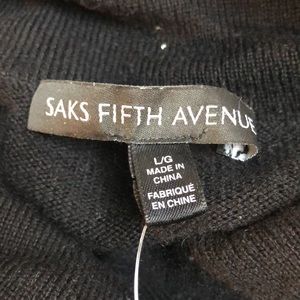 SAKS FIFTH AVENUE
L/G
MADE IN
CHINA
FABRIQUÉ
EN CHINE